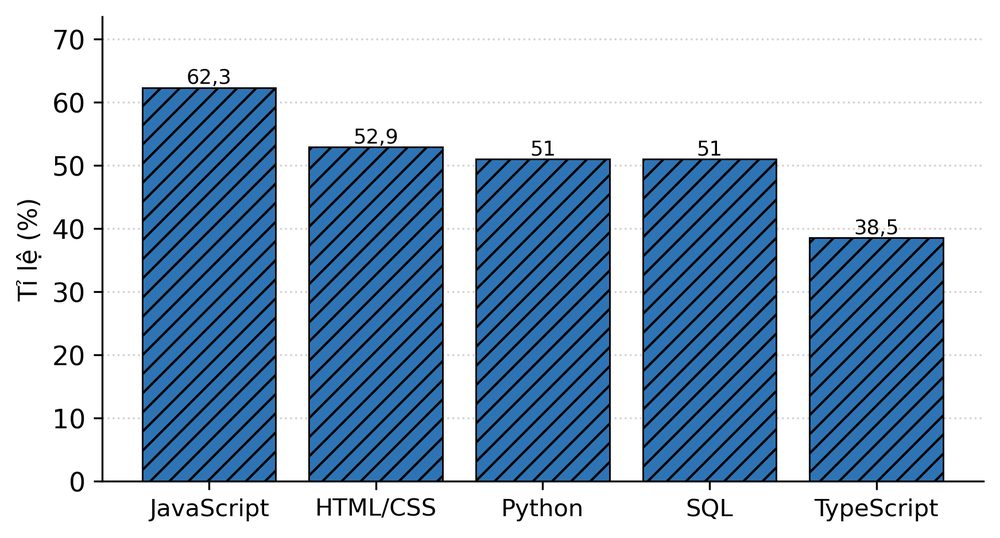 Tỉ lệ (%)
70
60
50
40
30
20
10
0
62,3
52,9
51
51
38,5
JavaScript
HTML/CSS
Python
SQL
TypeScript